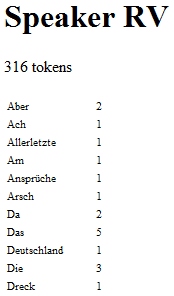 Speaker RV
316 tokens
Aber 2
Ach 1
Allerletzte 1
Am 1
Ansprüche 1
Arsch 1
Da 2
Das 5
Deutschland 1
Die 3
Dreck 1